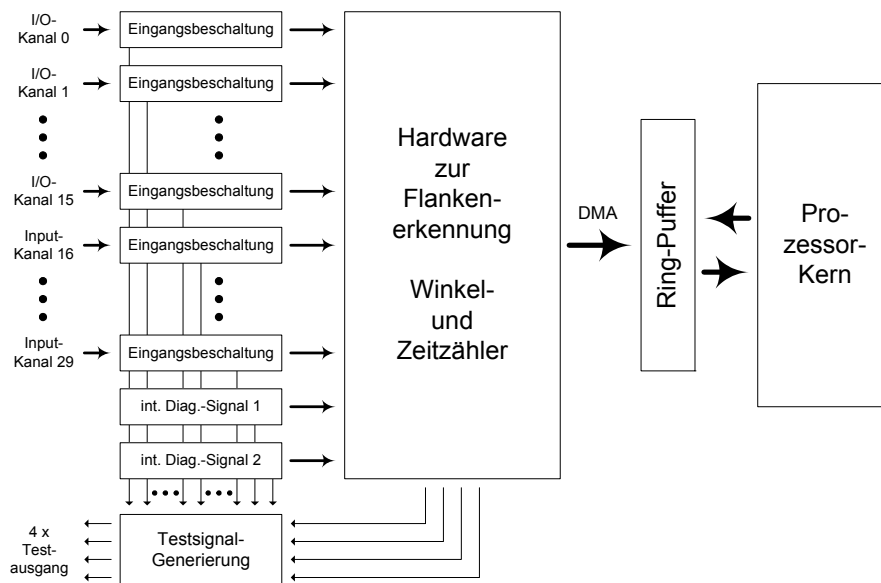 I/O-
Kanal 0
Eingangsbeschaltung
I/O-
Kanal 1
Eingangsbeschaltung
I/O-
Kanal 15
Eingangsbeschaltung
Input-
Kanal 16
Eingangsbeschaltung
Input-
Kanal 29
Eingangsbeschaltung
int. Diag.-Signal 1
int. Diag.-Signal 2
4 x
Test-
ausgang
Testsignal-
Generierung
Hardware
zur
Flanken-
erkennung
Winkel-
und
Zeitzähler
DMA
Ring-Puffer
Pro-
zessor-
Kern